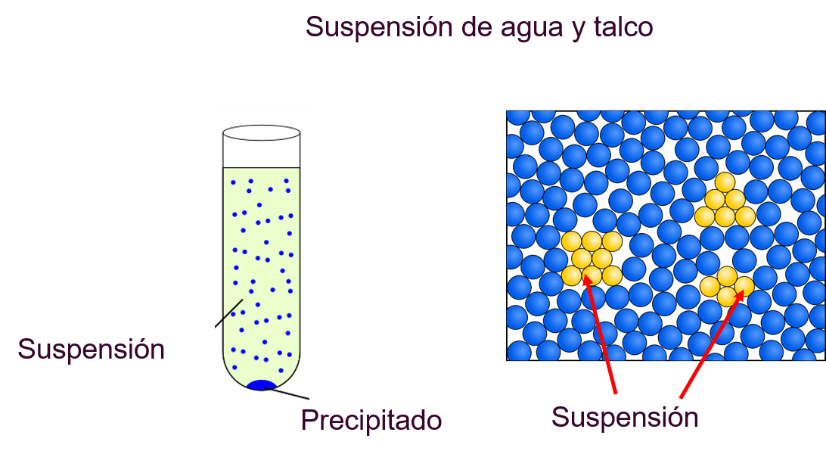 Suspensión de agua y talco
Suspensión
Precipitado
Suspensión